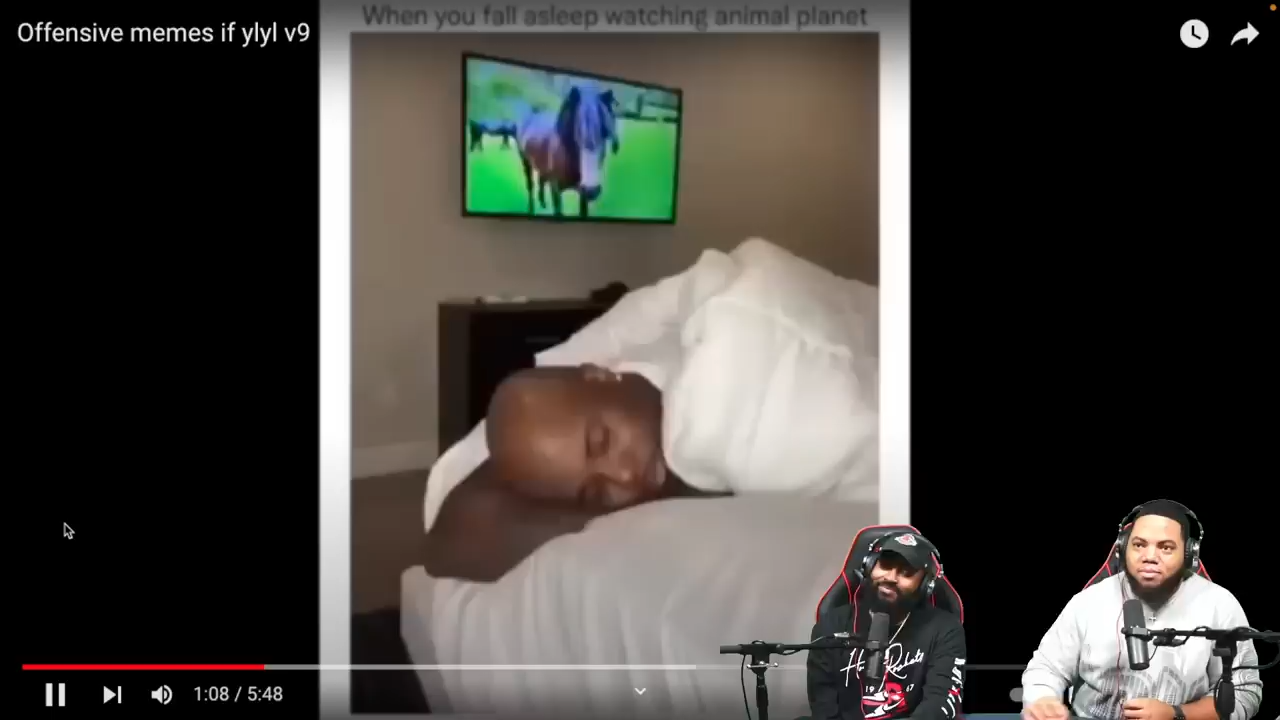 When you fall asleep watching animal planet
Offensive memes if ylyl v9
1:08 / 5:48